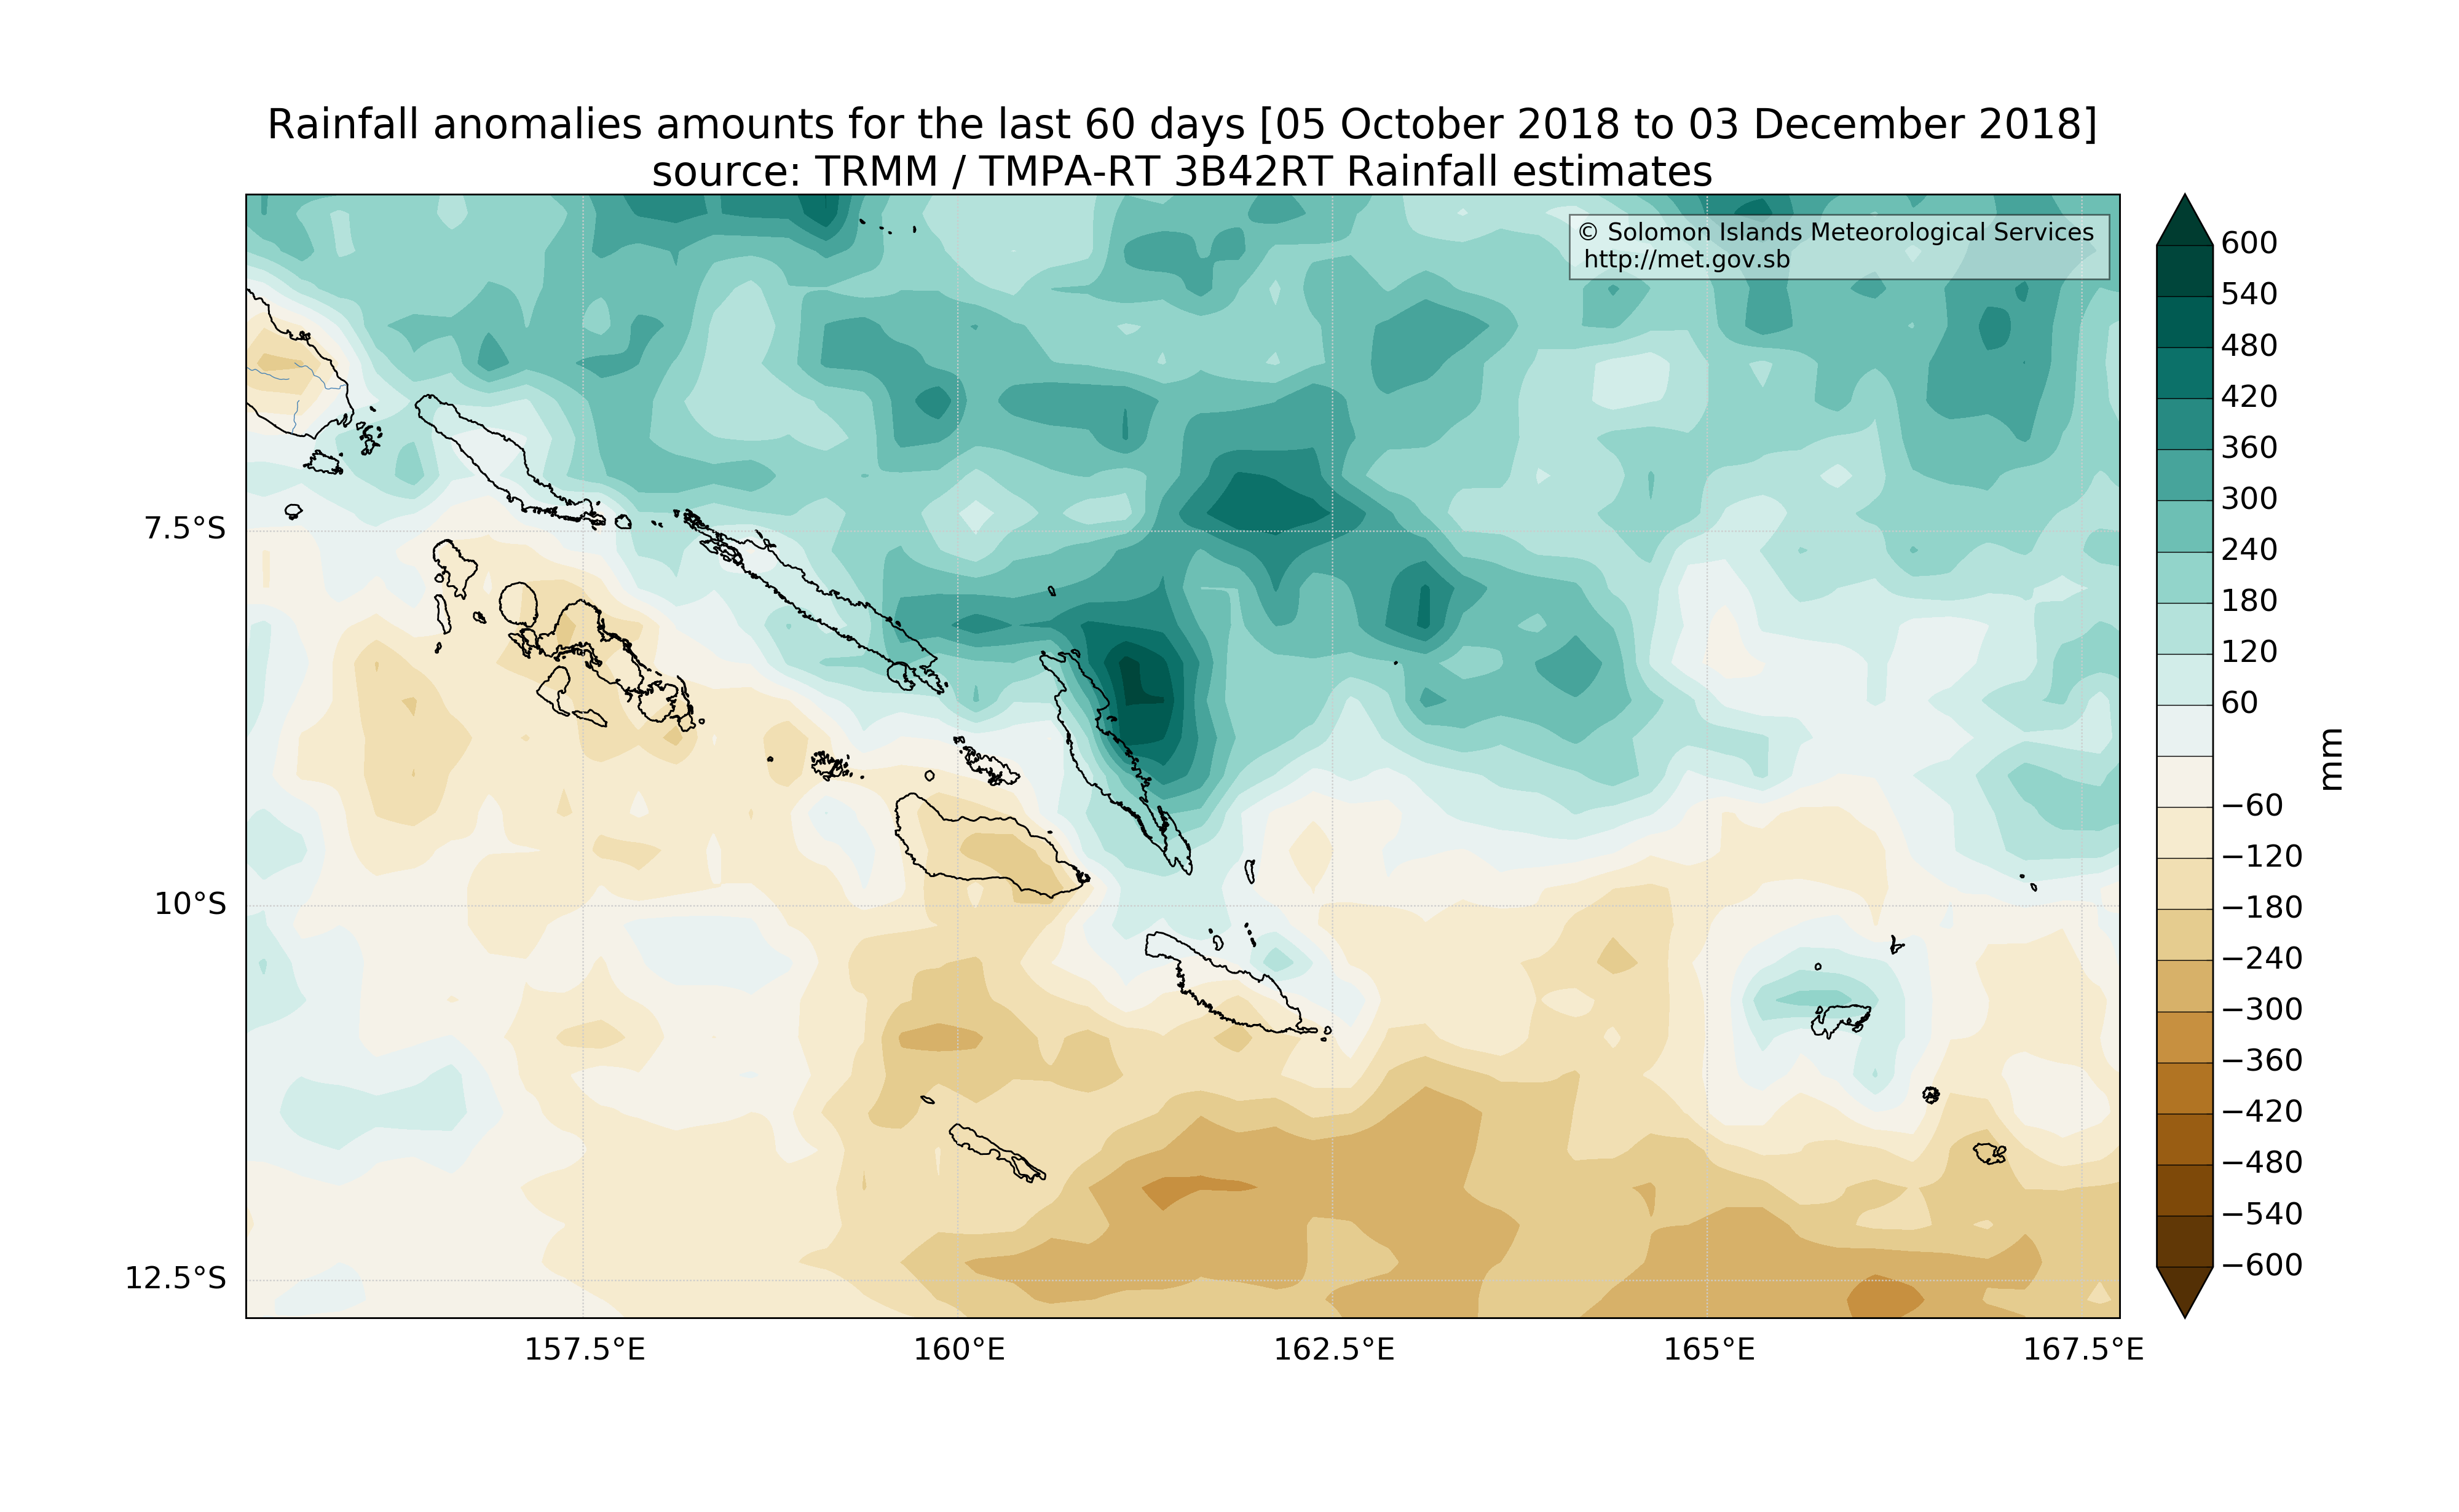 Rainfall anomalies amounts for the last 60 days [05 October 2018 to 03 December 2018]
source: TRMM / TMPA-RT 3B42RT Rainfall estimates
© Solomon Islands Meteorological Services
http://met.gov.sb
7.5°S
10°S
12.5°S
157.5°E
160°E
162.5°E
165°E
167.5°E
600
540
480
420
360
300
240
180
120
60
−60
−120
−180
−240
−300
−360
−420
−480
−540
−600
mm